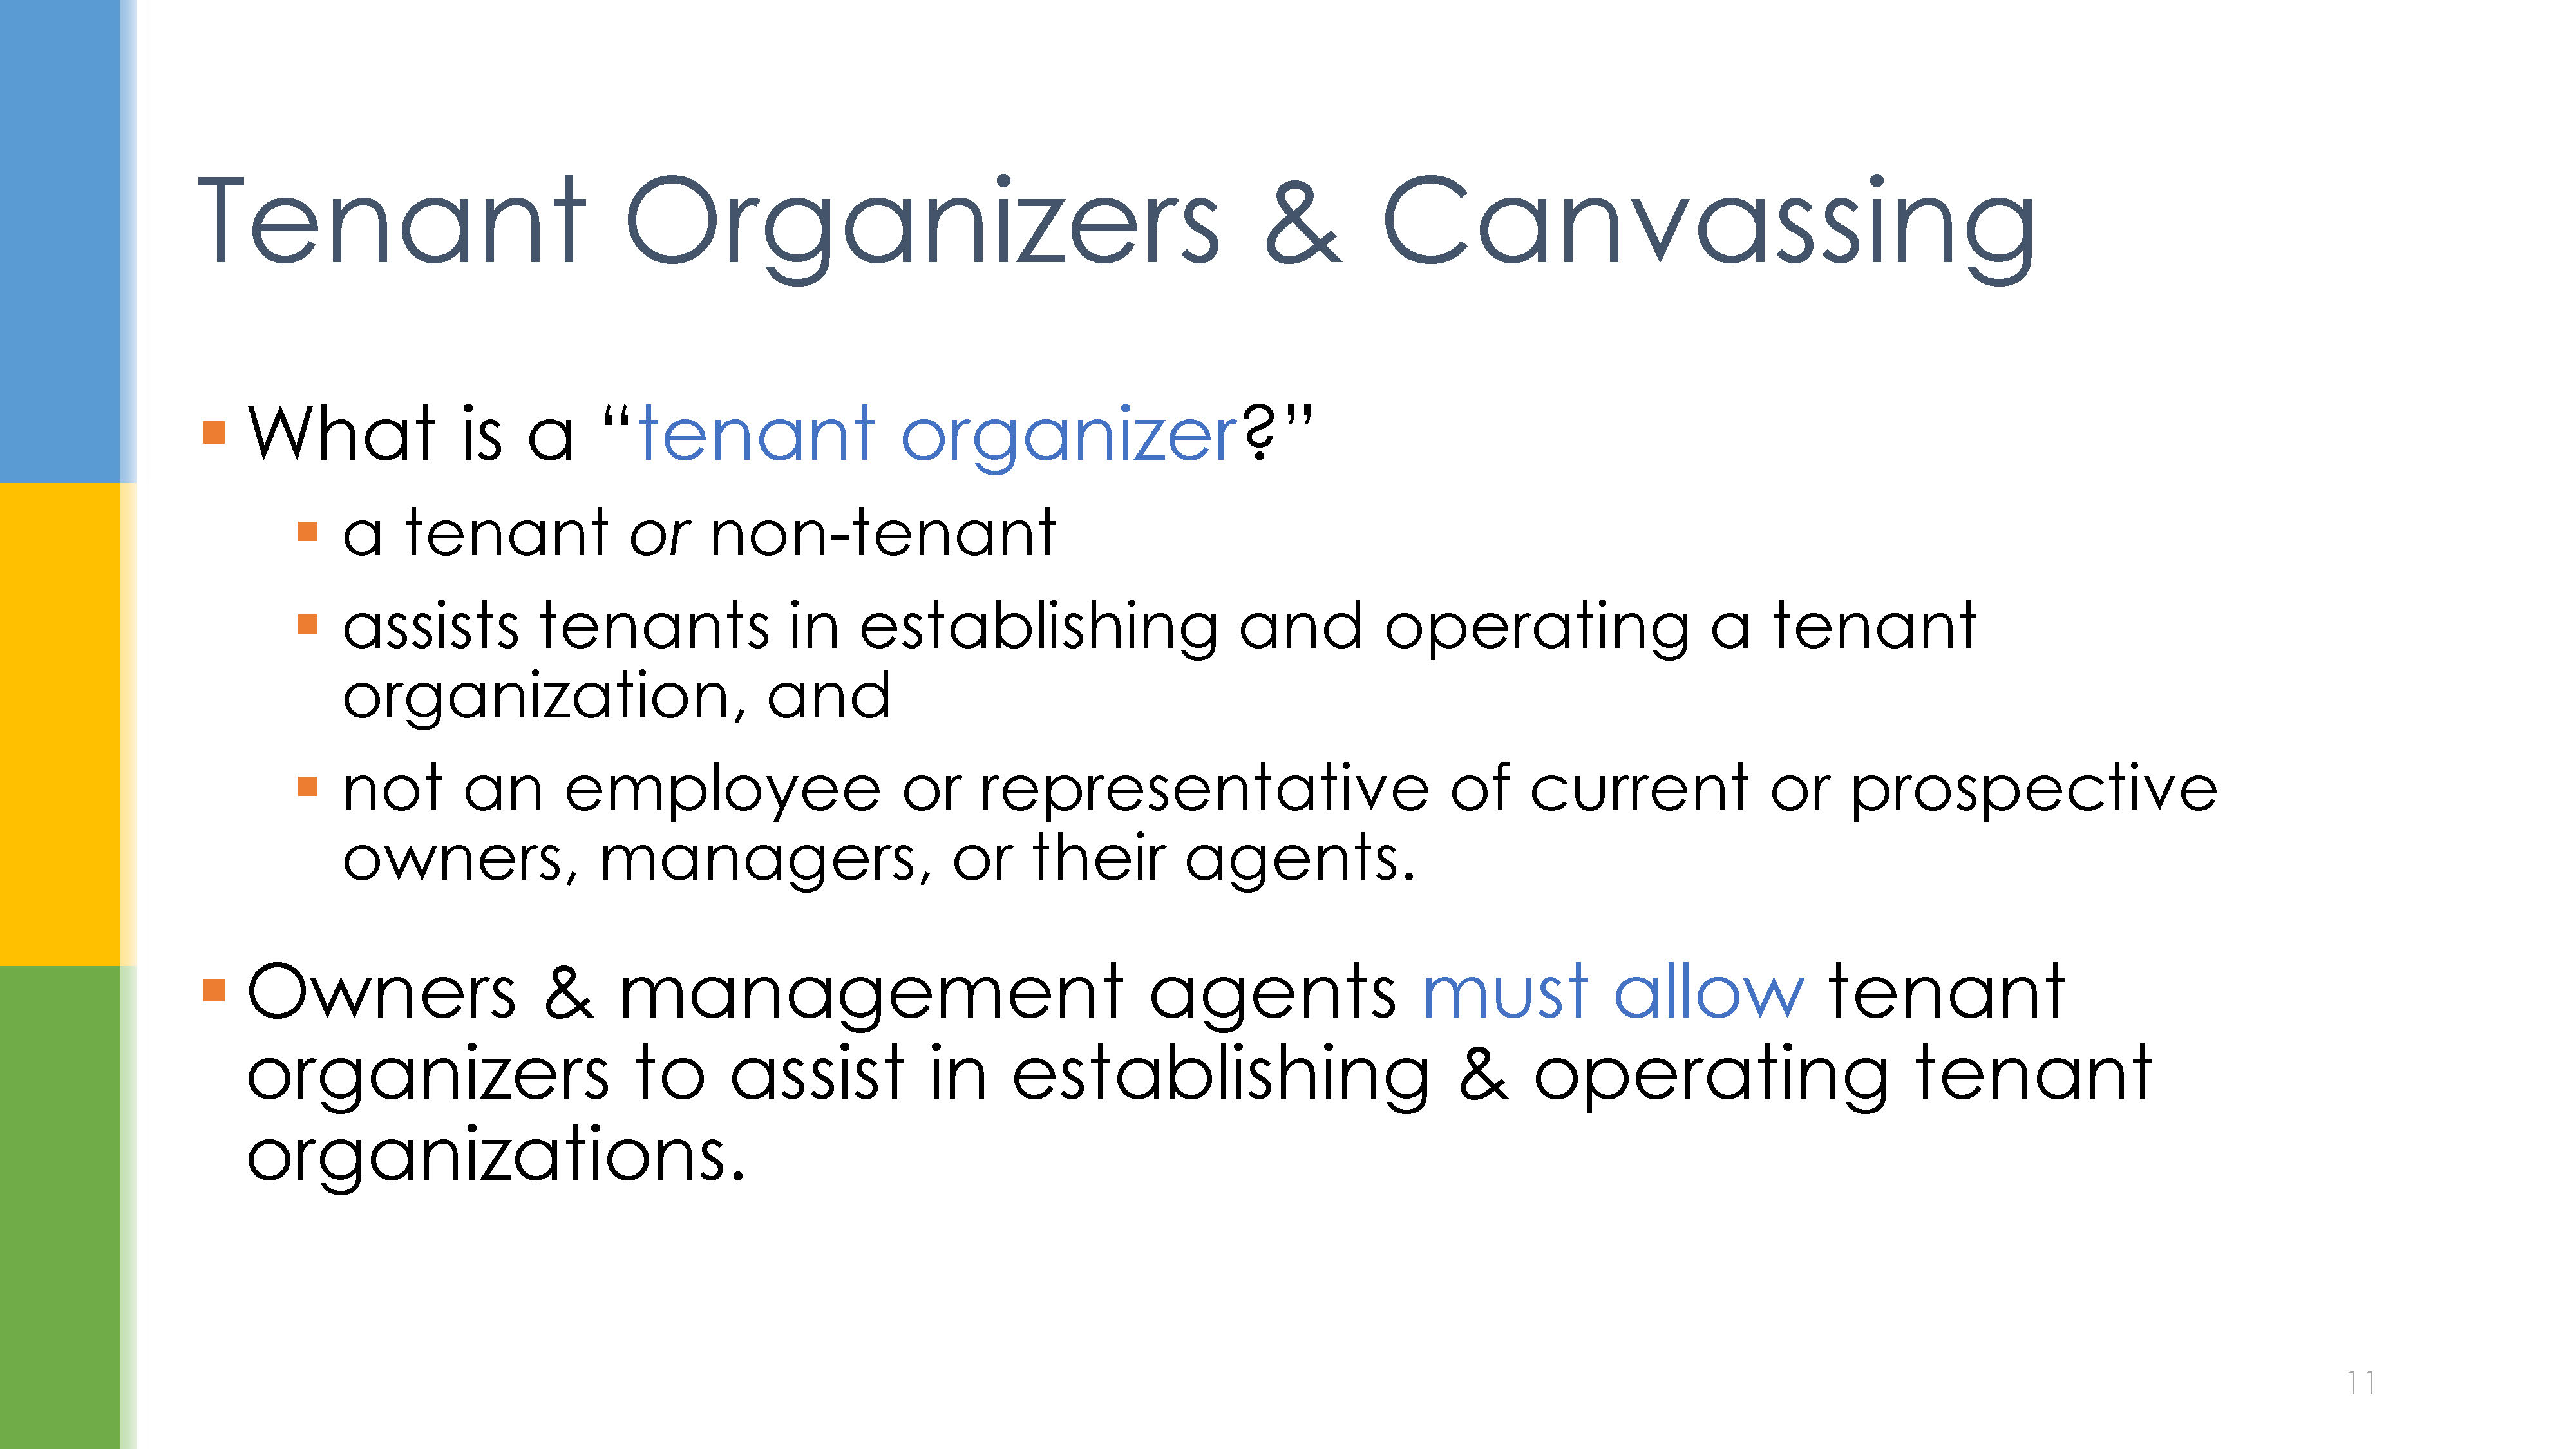 Tenant Organizers & Canvassing
▪ What is a “tenant organizer?”
▪ a tenant or non-tenant
▪ assists tenants in establishing and operating a tenant
organization, and
▪ not an employee or representative of current or prospective
owners, managers, or their agents.
▪ Owners & management agents must allow tenant
organizers to assist in establishing & operating tenant
organizations.
11